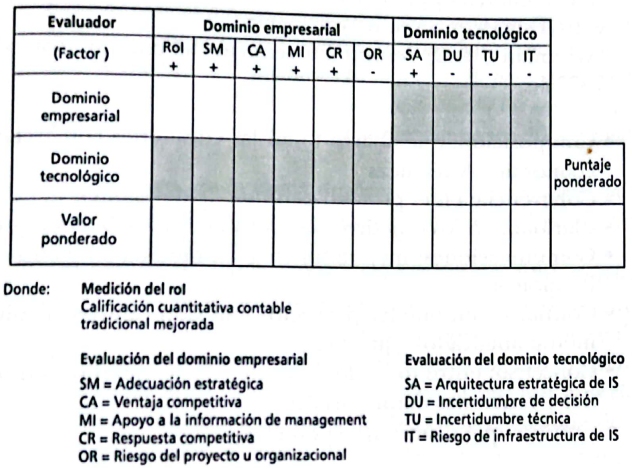 Evaluador Dominio empresarial Dominio tecnológico
(Factor ) RoI SM CA MI CR OR SA DU TU IT
+ + + + + - + - - -
Dominio
empresarial
Dominio
tecnológico
Puntaje
ponderado
Valor
ponderado
Donde: Medición del roI
Calificación cuantitativa contable
tradicional mejorada
Evaluación del dominio empresarial
SM = Adecuación estratégica
CA = Ventaja competitiva
MI = Apoyo a la información de management
CR = Respuesta competitiva
OR = Riesgo del proyecto u organizacional
Evaluación del dominio tecnológico
SA = Arquitectura estratégica de IS
DU = Incertidumbre de decisión
TU = Incertidumbre técnica
IT = Riesgo de infraestructura de IS